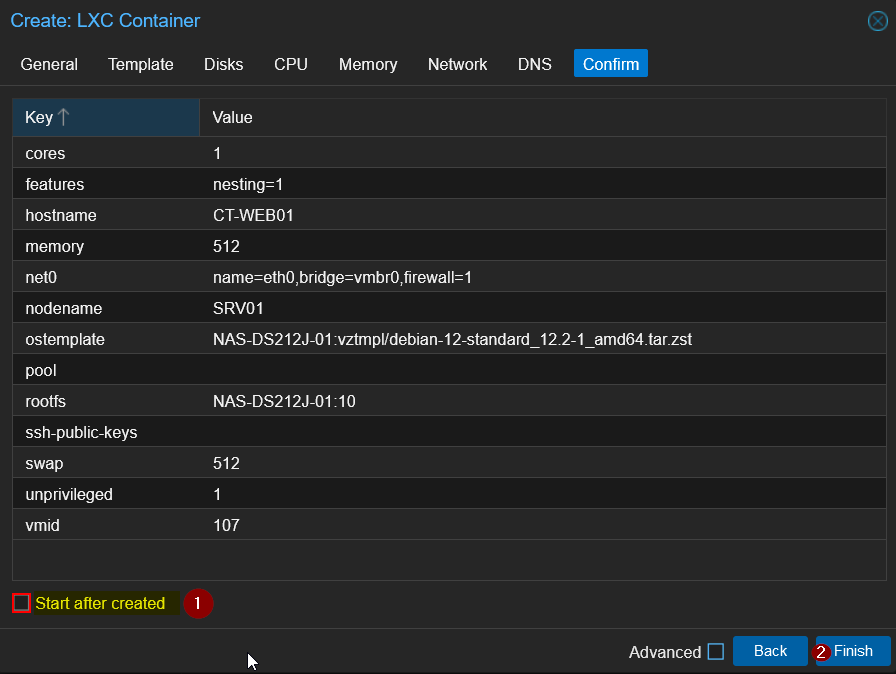 Create: LXC Container
General Template Disks CPU Memory Network DNS Confirm
Key Value
cores 1
features nesting=1
hostname CT-WEB01
memory 512
net0 name=eth0,bridge=vmbr0,firewall=1
nodename SRV01
ostemplate NAS-DS212J-01:vztmpl/debian-12-standard_12.2-1_amd64.tar.zst
pool
rootfs NAS-DS212J-01:10
ssh-public-keys
swap 512
unprivileged 1
vmid 107
Start after created 1
Advanced Back 2 Finish